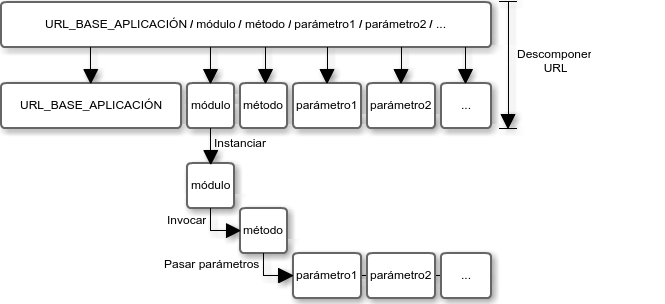 URL_BASE_APLICACIÓN / módulo / método / parámetro1 / parámetro2 / ...
Descomponer
URL
URL_BASE_APLICACIÓN
módulo
método
parámetro1
parámetro2
...
Instanciar
módulo
Invocar
método
Pasar parámetros
parámetro1
parámetro2
...